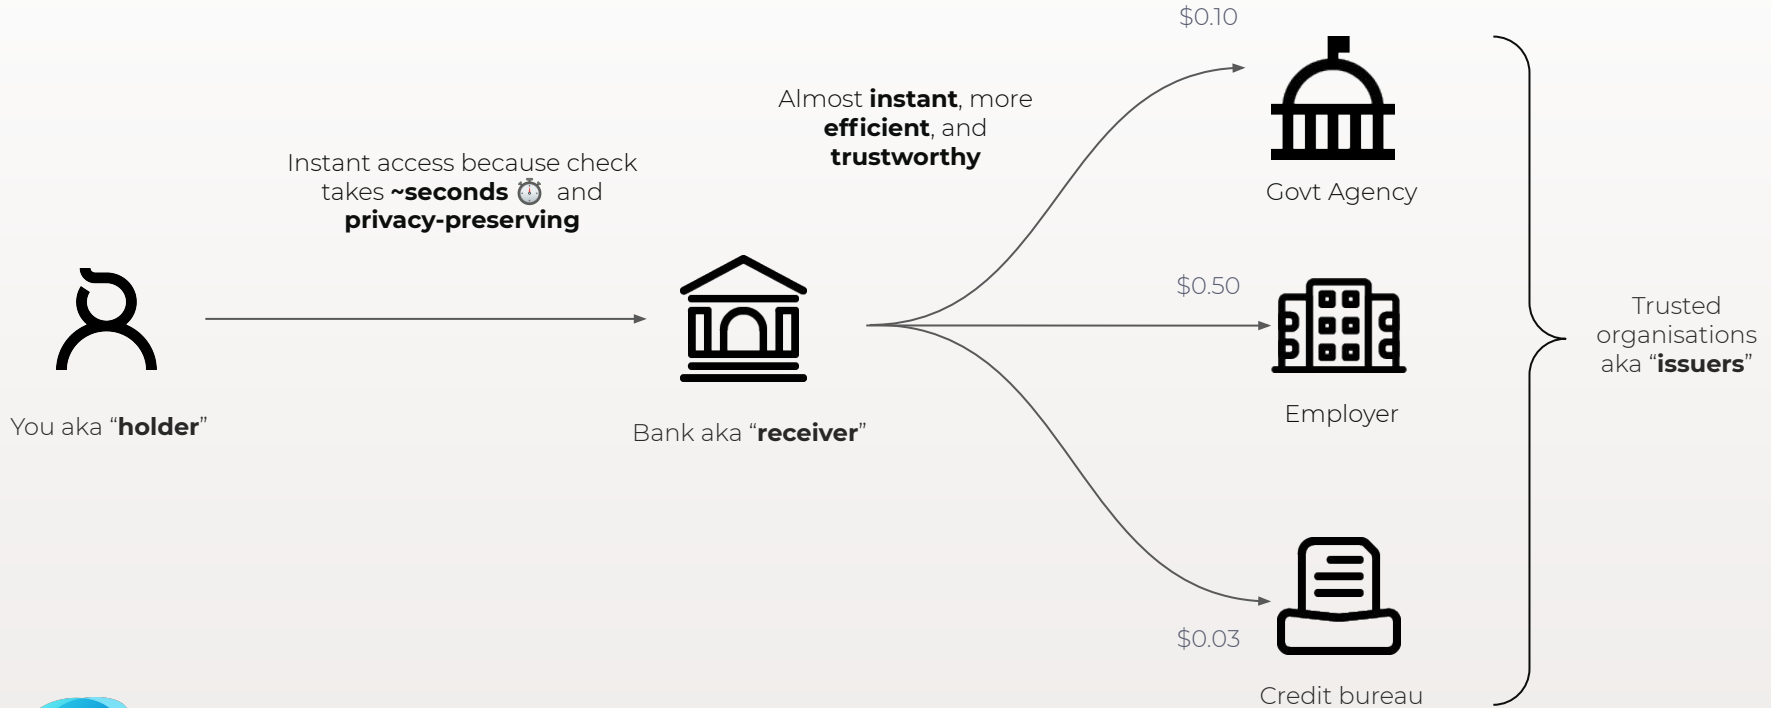 $0.10
Almost instant, more
efficient, and
trustworthy
Instant access because check
takes ~seconds ⏱ and
privacy-preserving
Govt Agency
$0.50
Trusted
organisations
aka “issuers”
Employer
You aka “holder”
Bank aka “receiver”
$0.03
Credit bureau